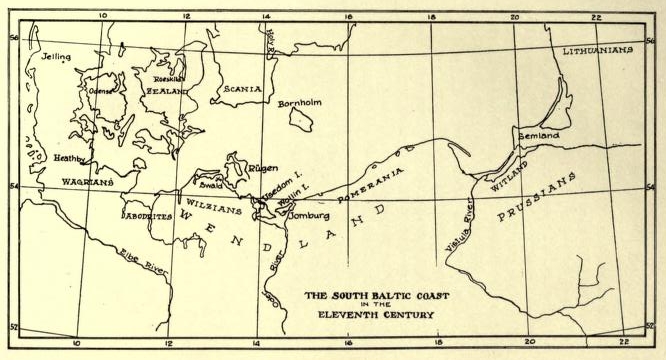 10 12 14 16 18 20 22
56
56
Jelling
Holy R.
LITHUANIANS
Roeskilde
Odense
ZEALAND
SCANIA
Bornholm
Semland
Heathby
Rügen
WITLAND
WAGRIANS
Swald
Usedom I.
Wollin I.
POMERANIA
PRUSSIANS
54
54
ABODRITES
WILZIANS
Jomburg
WENDLAND
Vistula River
Elbe River
Oder River
THE SOUTH BALTIC COAST
IN THE
ELEVENTH CENTURY
52
52
10 12 14 16 18 20 22